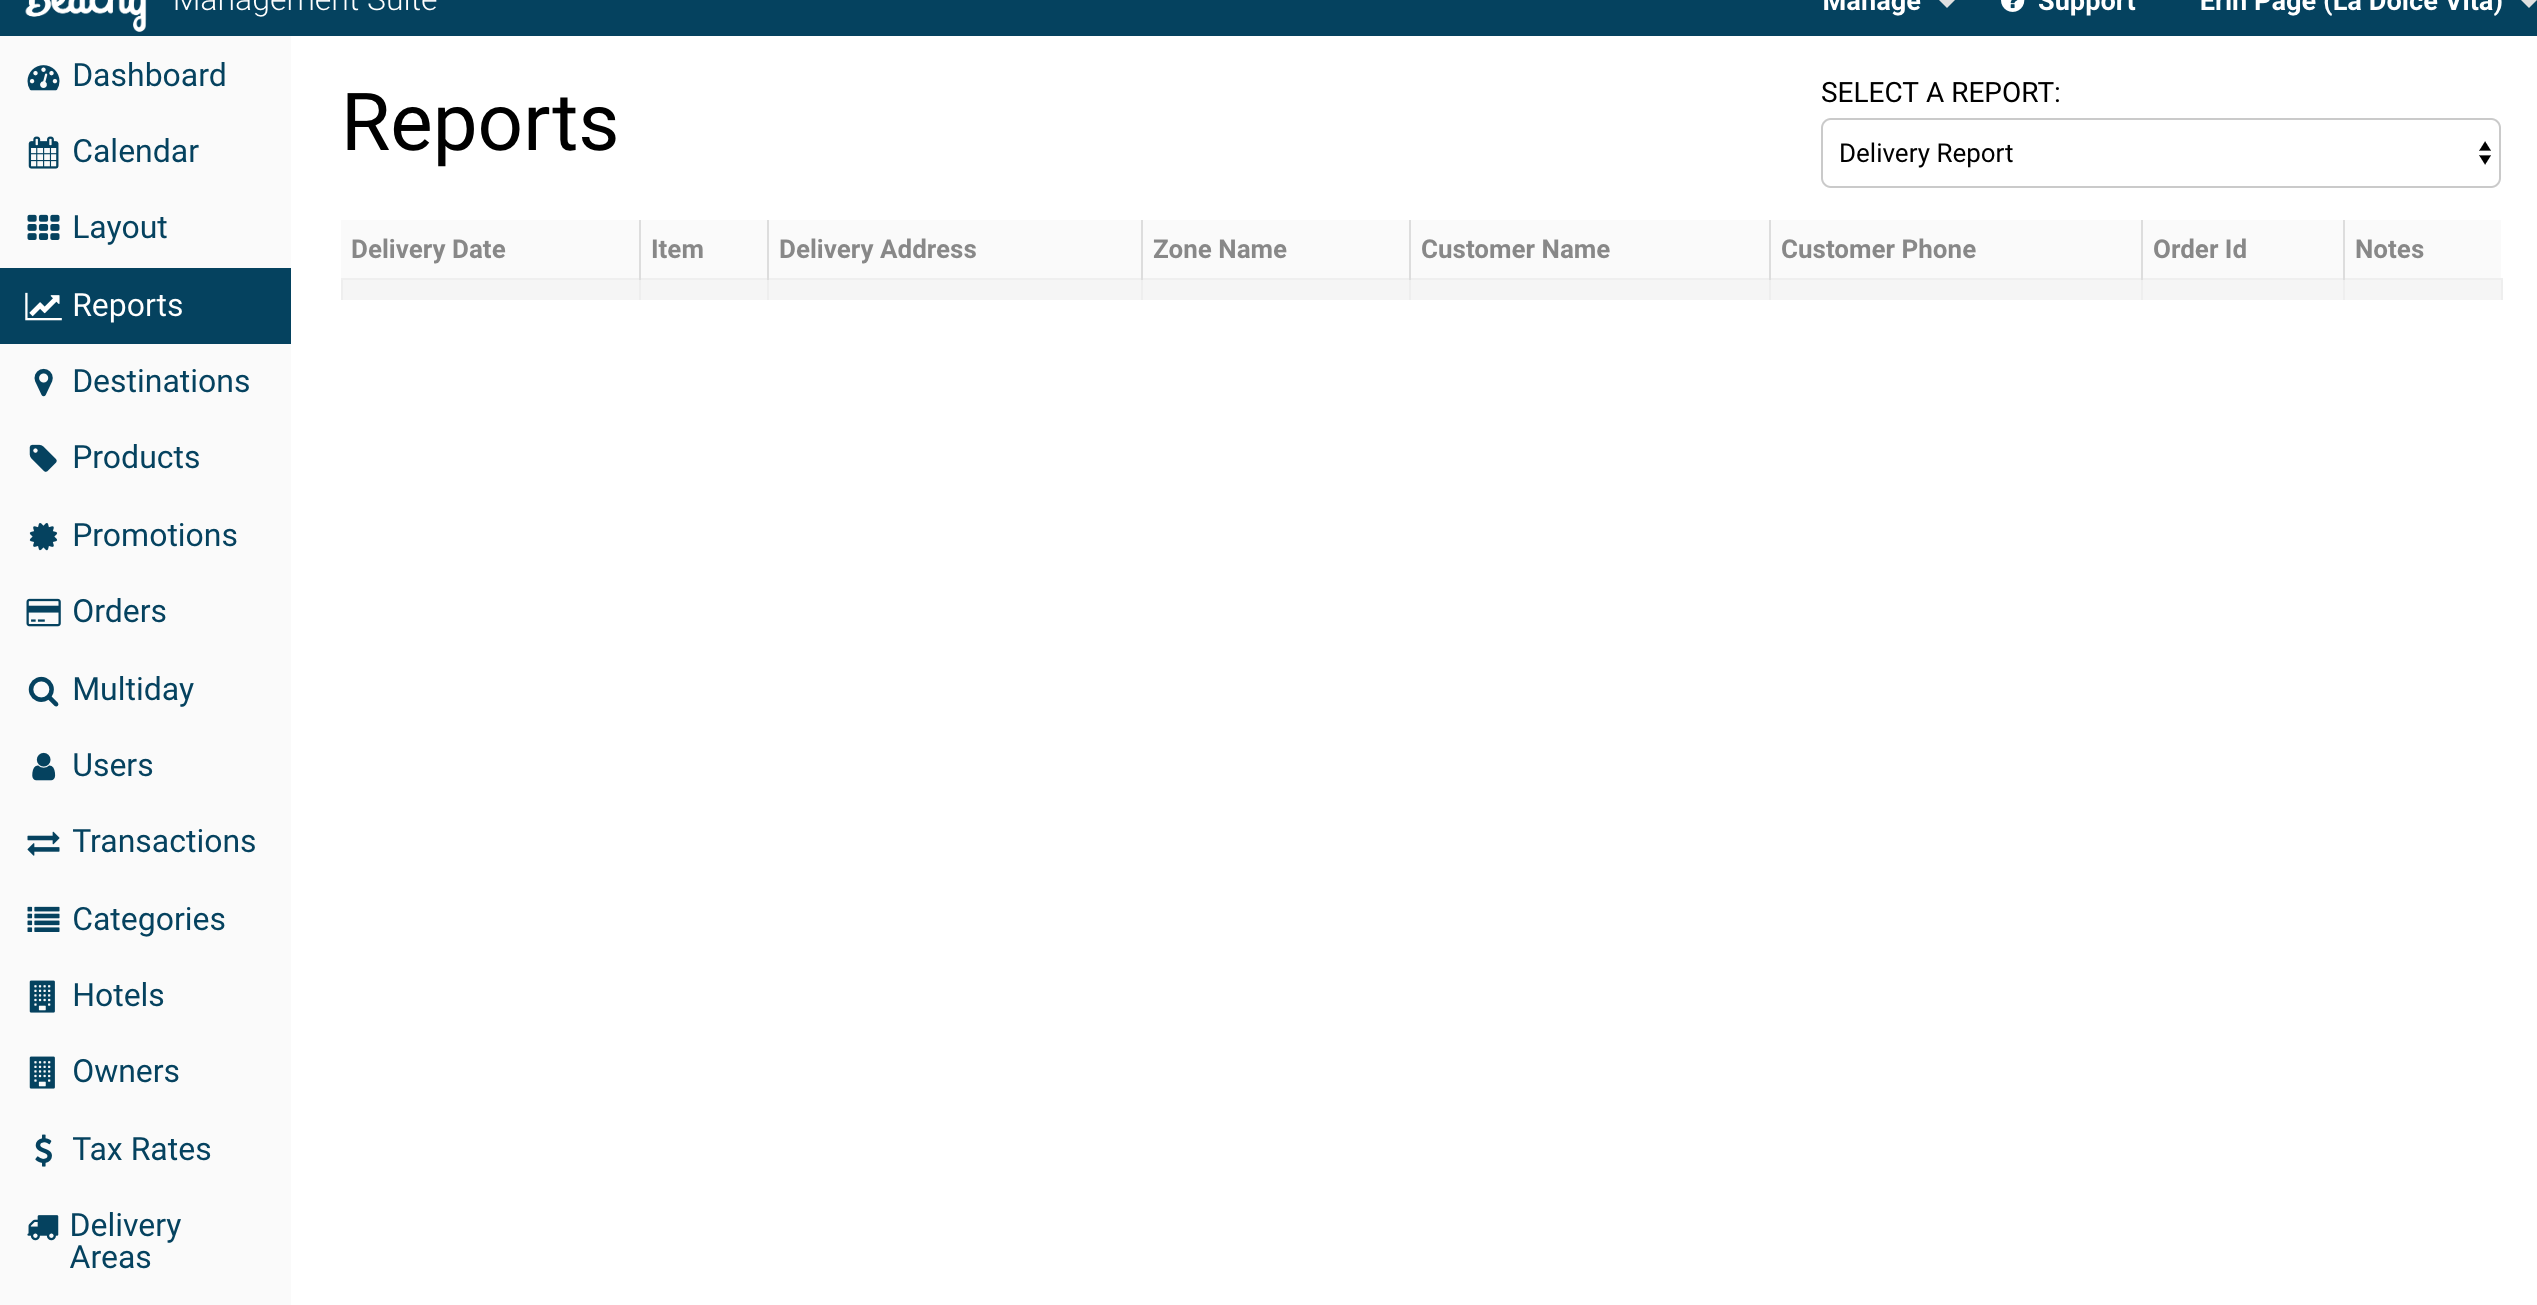 Beachy Management Suite Manage Support Erin Page (La Dolce Vita)
Dashboard
Calendar
Layout
Reports
Destinations
Products
Promotions
Orders
Multiday
Users
Transactions
Categories
Hotels
Owners
Tax Rates
Delivery
Areas
Reports
SELECT A REPORT:
Delivery Report
Delivery Date Item Delivery Address Zone Name Customer Name Customer Phone Order Id Notes